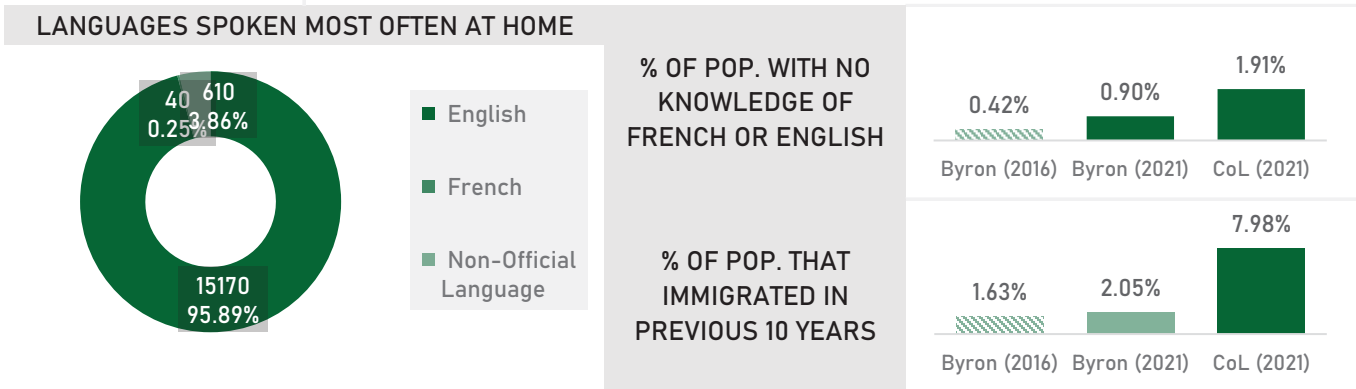 LANGUAGES SPOKEN MOST OFTEN AT HOME
40
0.25%
610
3.86%
15170
95.89%
English
French
Non-Official
Language
% OF POP. WITH NO
KNOWLEDGE OF
FRENCH OR ENGLISH
0.42%
0.90%
1.91%
Byron (2016)
Byron (2021)
CoL (2021)
% OF POP. THAT
IMMIGRATED IN
PREVIOUS 10 YEARS
1.63%
2.05%
7.98%
Byron (2016)
Byron (2021)
CoL (2021)